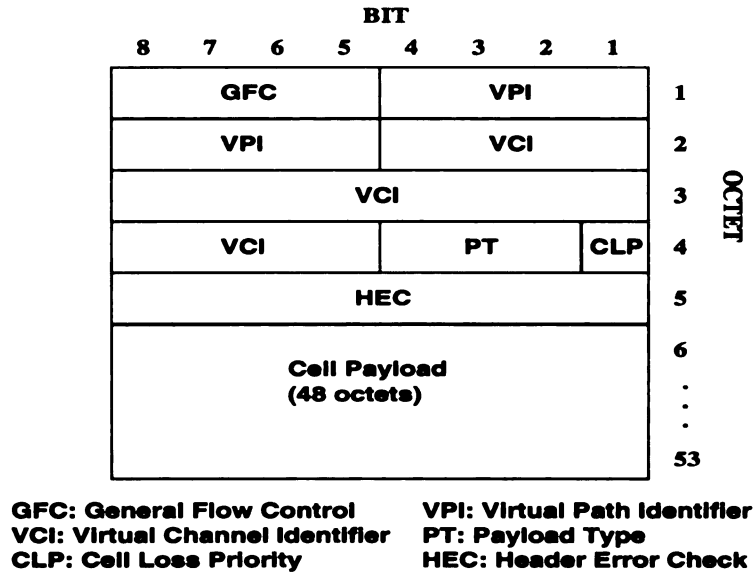 BIT
8 7 6 5 4 3 2 1
GFC VPI 1
VPI VCI 2
VCI 3
VCI PT CLP 4
HEC 5
Cell Payload 6
(48 octets)
.
.
.
53
OCTET
GFC: General Flow Control VPI: Virtual Path Identifier
VCI: Virtual Channel Identifier PT: Payload Type
CLP: Cell Loss Priority HEC: Header Error Check